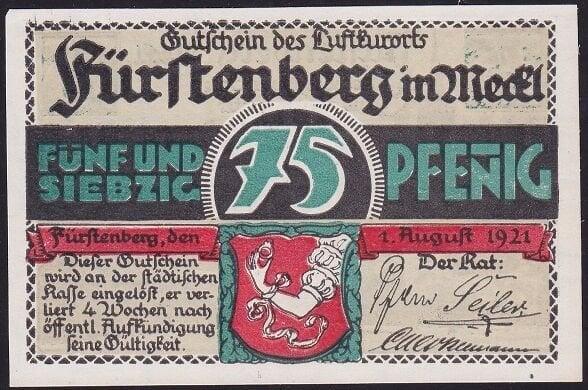 Gutschein des Luftkurorts
Fürstenberg in Meckl
FÜNF UND
SIEBZIG
75
PFENIG
Fürstenberg, den
1. August 1921
Dieser Gutschein
wird an der städtischen
Kasse eingelöst, er ver-
liert 4 Wochen nach
öffentl. Aufkündigung
seine Gültigkeit.
Der Rat:
Seiler